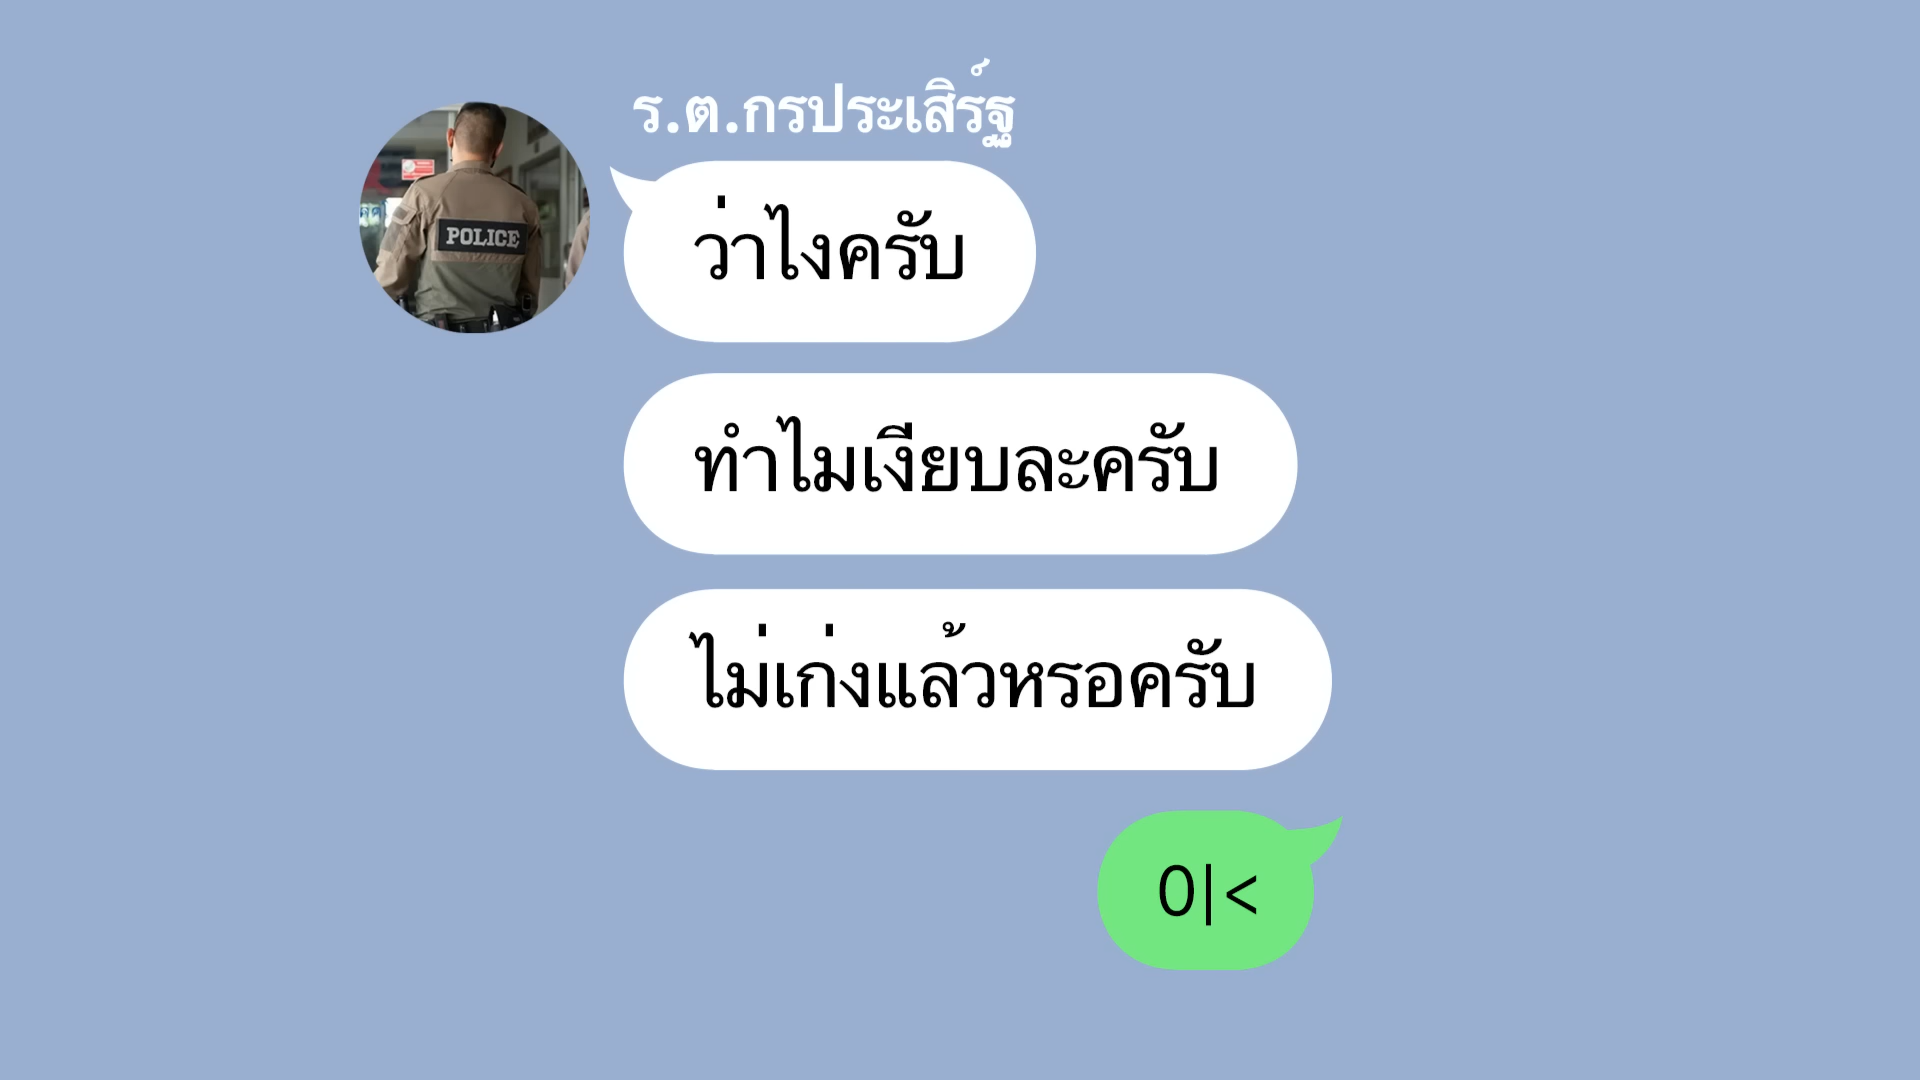 ร.ต.กรประเสิรฐ์
POLICE
ว่าไงครับ
ทำไมเงียบละครับ
ไม่เก่งแล้วหรอครับ
0|<